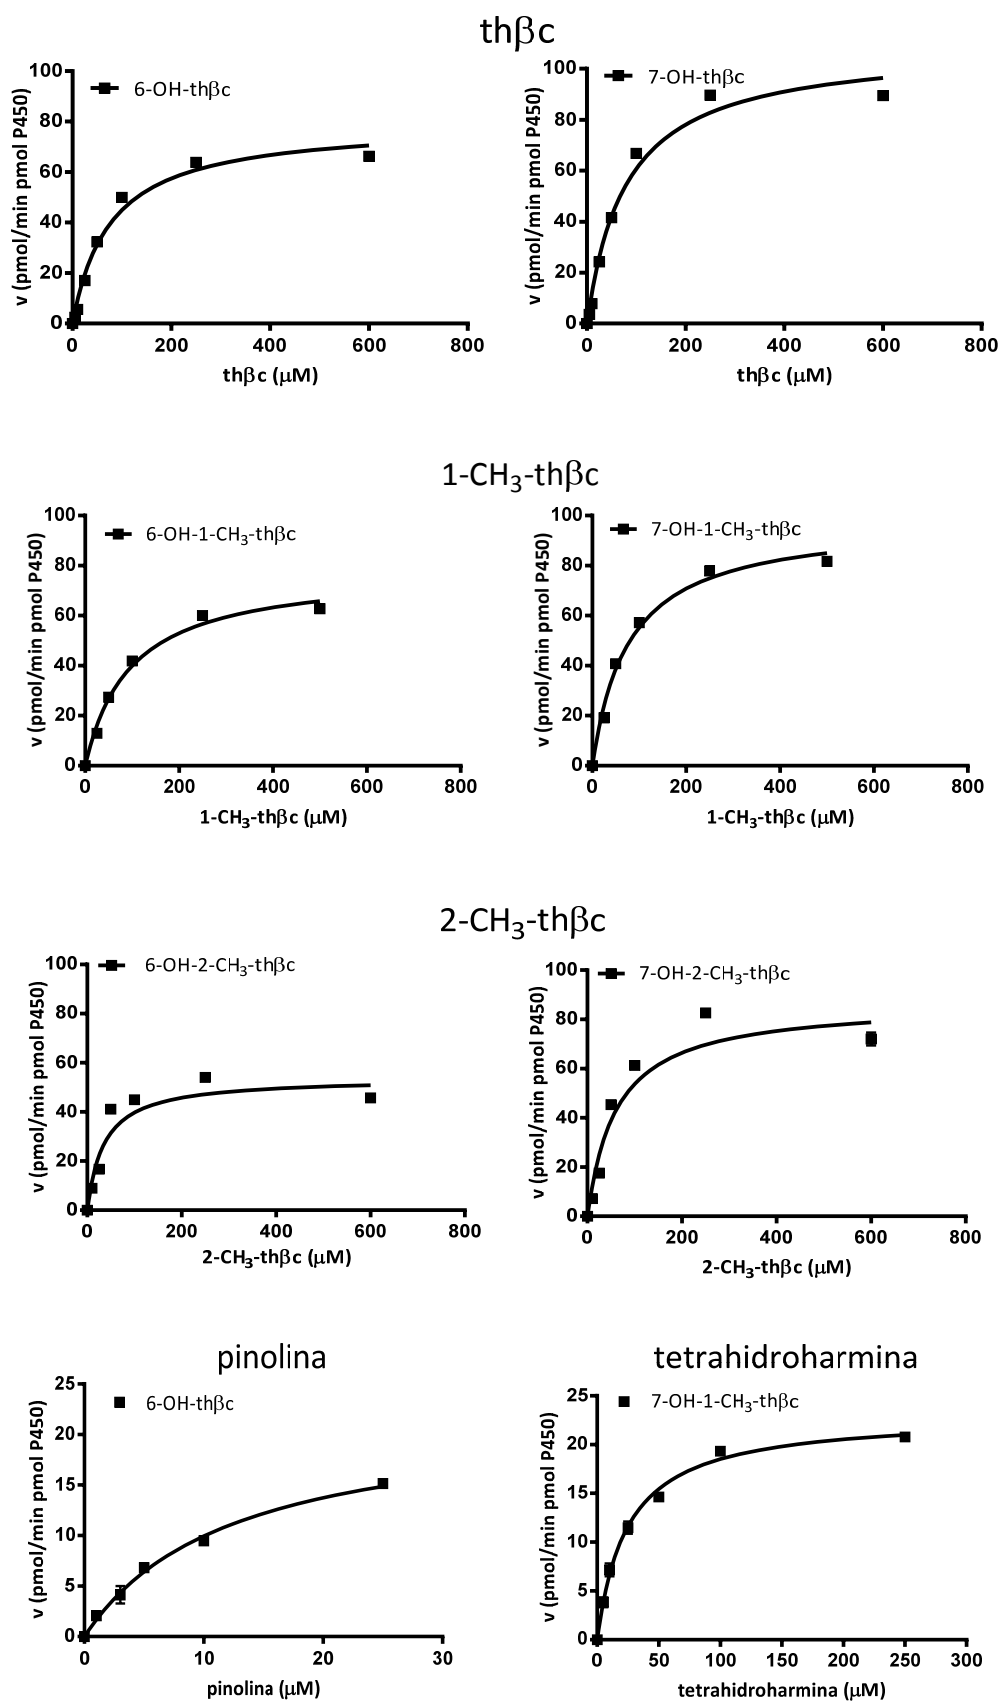 thβc
6-OH-thβc
7-OH-thβc
v (pmol/min pmol P450)
100
80
60
40
20
0
0 200 400 600 800
thβc (μM)
v (pmol/min pmol P450)
100
80
60
40
20
0
0 200 400 600 800
thβc (μM)
1-CH₃-thβc
6-OH-1-CH₃-thβc
7-OH-1-CH₃-thβc
v (pmol/min pmol P450)
100
80
60
40
20
0
0 200 400 600 800
1-CH₃-thβc (μM)
v (pmol/min pmol P450)
100
80
60
40
20
0
0 200 400 600 800
1-CH₃-thβc (μM)
2-CH₃-thβc
6-OH-2-CH₃-thβc
7-OH-2-CH₃-thβc
v (pmol/min pmol P450)
100
80
60
40
20
0
0 200 400 600 800
2-CH₃-thβc (μM)
v (pmol/min pmol P450)
100
80
60
40
20
0
0 200 400 600 800
2-CH₃-thβc (μM)
pinolina
6-OH-thβc
v (pmol/min pmol P450)
25
20
15
10
5
0
0 10 20 30
pinolina (μM)
tetrahidroharmina
7-OH-1-CH₃-thβc
v (pmol/min pmol P450)
25
20
15
10
5
0
0 50 100 150 200 250 300
tetrahidroharmina (μM)